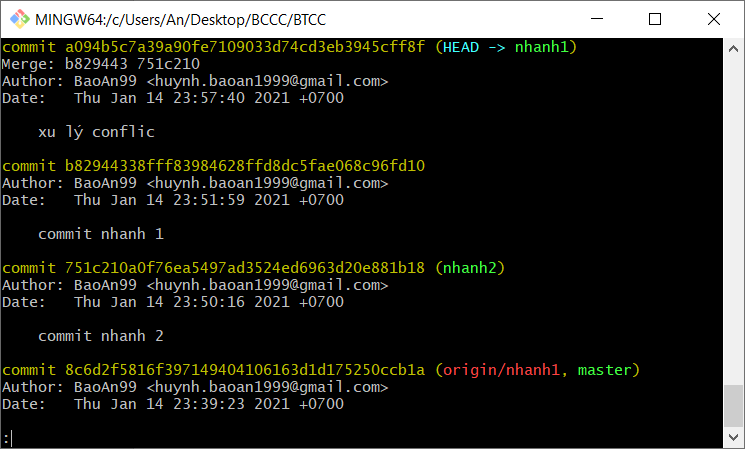 MINGW64:/c/Users/An/Desktop/BCCC/BTCC
commit a094b5c7a39a90fe7109033d74cd3eb3945cff8f (HEAD -> nhanh1)
Merge: b829443 751c210
Author: BaoAn99 <huynh.baoan1999@gmail.com>
Date:   Thu Jan 14 23:57:40 2021 +0700
    xu lý conflic
commit b82944338fff83984628ffd8dc5fae068c96fd10
Author: BaoAn99 <huynh.baoan1999@gmail.com>
Date:   Thu Jan 14 23:51:59 2021 +0700
    commit nhanh 1
commit 751c210a0f76ea5497ad3524ed6963d20e881b18 (nhanh2)
Author: BaoAn99 <huynh.baoan1999@gmail.com>
Date:   Thu Jan 14 23:50:16 2021 +0700
    commit nhanh 2
commit 8c6d2f5816f397149404106163d1d175250ccb1a (origin/nhanh1, master)
Author: BaoAn99 <huynh.baoan1999@gmail.com>
Date:   Thu Jan 14 23:39:23 2021 +0700
: